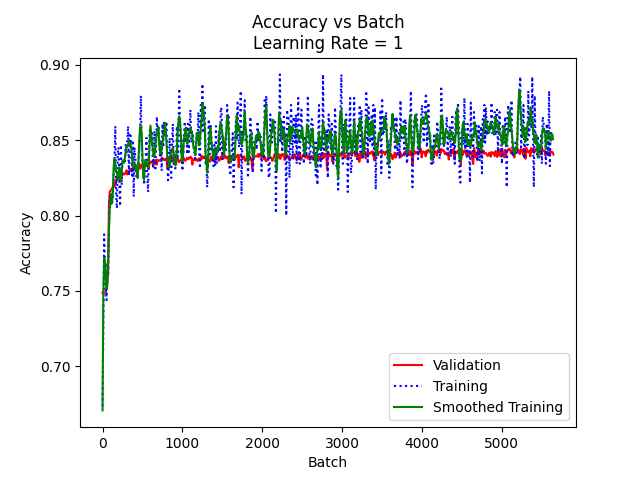 Accuracy vs Batch
Learning Rate = 1
0.90
0.85
0.80
0.75
0.70
Accuracy
Validation
Training
Smoothed Training
0 1000 2000 3000 4000 5000
Batch